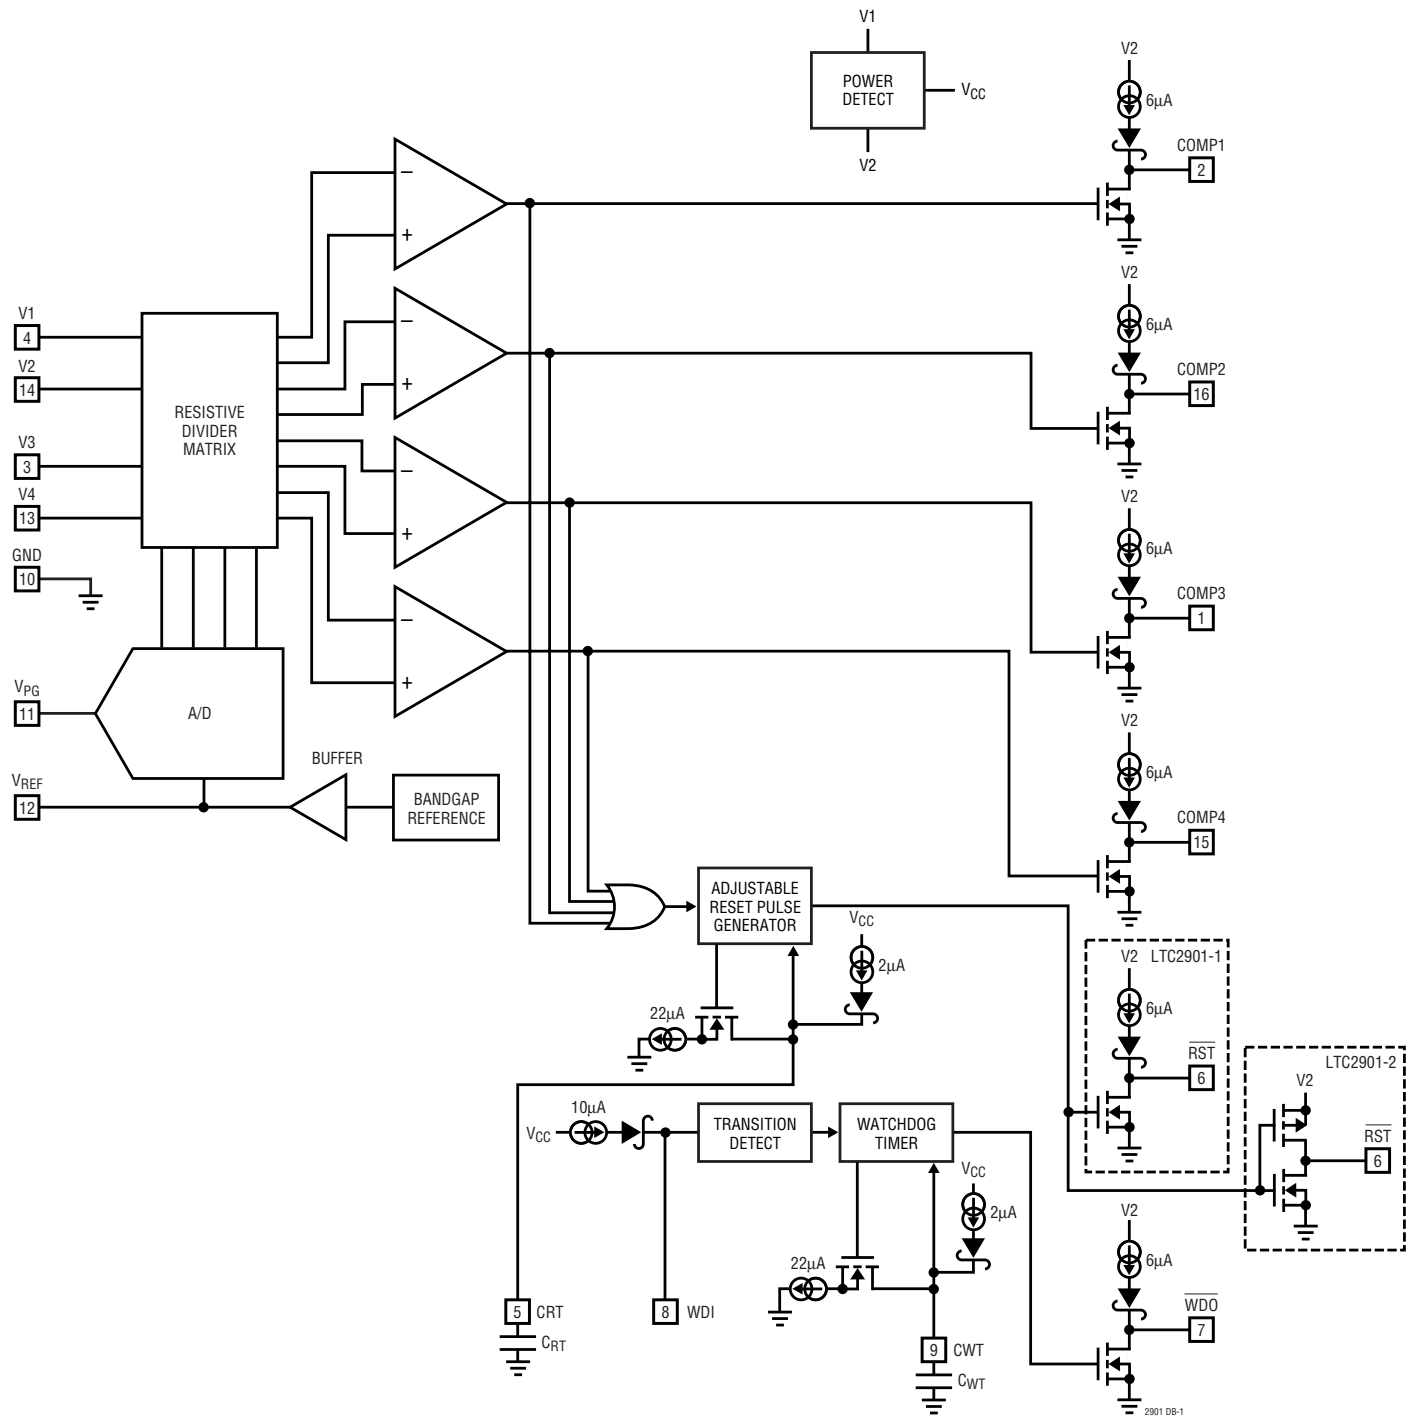 V1
POWER
DETECT
VCC
V2
V2
6µA
COMP1
2
−
+
V2
6µA
COMP2
16
−
+
V1
4
V2
14
V3
3
V4
13
GND
10
RESISTIVE
DIVIDER
MATRIX
−
+
V2
6µA
COMP3
1
−
+
VPG
11
A/D
VREF
12
BUFFER
BANDGAP
REFERENCE
V2
6µA
COMP4
15
ADJUSTABLE
RESET PULSE
GENERATOR
VCC
2µA
22µA
V2 LTC2901-1
6µA
RST
6
LTC2901-2
V2
RST
6
10µA
VCC
TRANSITION
DETECT
WATCHDOG
TIMER
VCC
2µA
22µA
V2
6µA
WDO
7
5 CRT
CRT
8 WDI
9 CWT
CWT
2901 DB-1